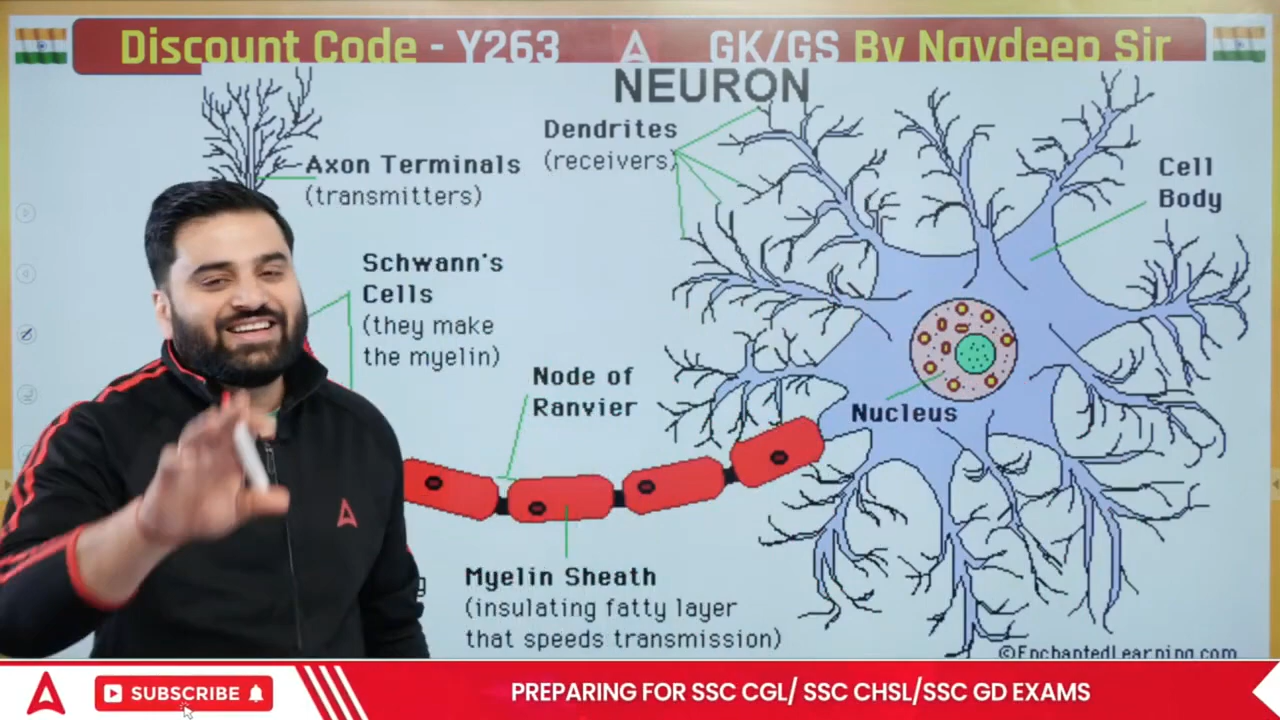 Discount Code - Y263
GK/GS By Navdeep Sir
NEURON
Dendrites
(receivers)
Axon Terminals
(transmitters)
Cell
Body
Schwann's
Cells
(they make
the myelin)
Node of
Ranvier
Nucleus
Myelin Sheath
(insulating fatty layer
that speeds transmission)
©EnchantedLearning.com
SUBSCRIBE
PREPARING FOR SSC CGL/ SSC CHSL/SSC GD EXAMS